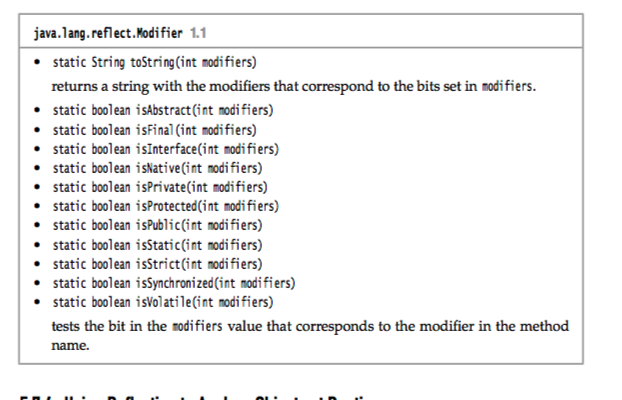 java.lang.reflect.Modifier 1.1
• static String toString(int modifiers)
returns a string with the modifiers that correspond to the bits set in modifiers.
• static boolean isAbstract(int modifiers)
• static boolean isFinal(int modifiers)
• static boolean isInterface(int modifiers)
• static boolean isNative(int modifiers)
• static boolean isPrivate(int modifiers)
• static boolean isProtected(int modifiers)
• static boolean isPublic(int modifiers)
• static boolean isStatic(int modifiers)
• static boolean isStrict(int modifiers)
• static boolean isSynchronized(int modifiers)
• static boolean isVolatile(int modifiers)
tests the bit in the modifiers value that corresponds to the modifier in the method
name.